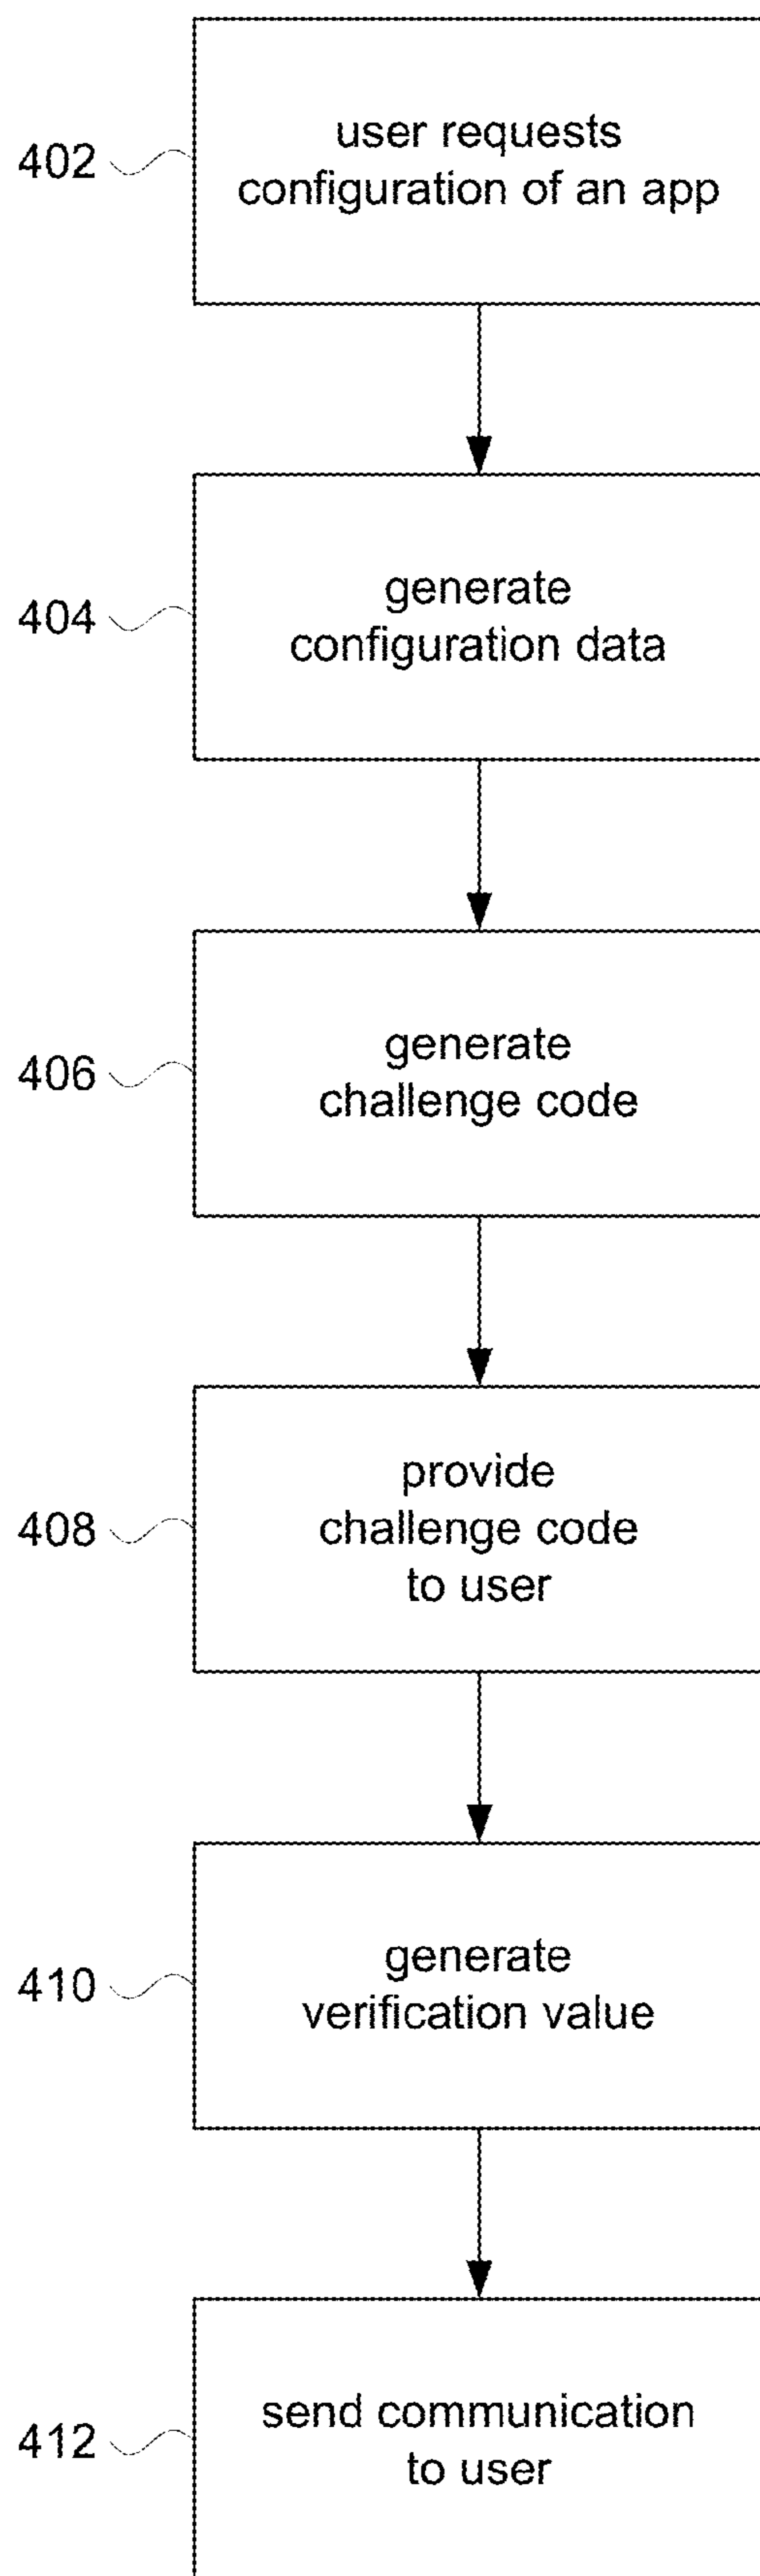 402
user requests
configuration of an app
404
generate
configuration data
406
generate
challenge code
408
provide
challenge code
to user
410
generate
verification value
412
send communication
to user